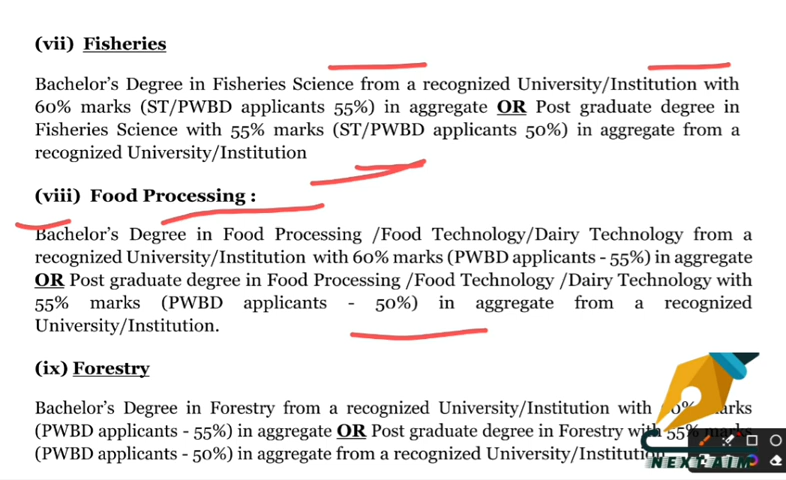 (vii) Fisheries
Bachelor's Degree in Fisheries Science from a recognized University/Institution with
60% marks (ST/PWBD applicants 55%) in aggregate OR Post graduate degree in
Fisheries Science with 55% marks (ST/PWBD applicants 50%) in aggregate from a
recognized University/Institution
(viii) Food Processing :
Bachelor's Degree in Food Processing /Food Technology/Dairy Technology from a
recognized University/Institution with 60% marks (PWBD applicants - 55%) in aggregate
OR Post graduate degree in Food Processing /Food Technology /Dairy Technology with
55% marks (PWBD applicants - 50%) in aggregate from a recognized
University/Institution.
(ix) Forestry
Bachelor's Degree in Forestry from a recognized University/Institution with
(PWBD applicants - 55%) in aggregate OR Post graduate degree in Forestry with 55% marks
(PWBD applicants - 50%) in aggregate from a recognized University/Institution